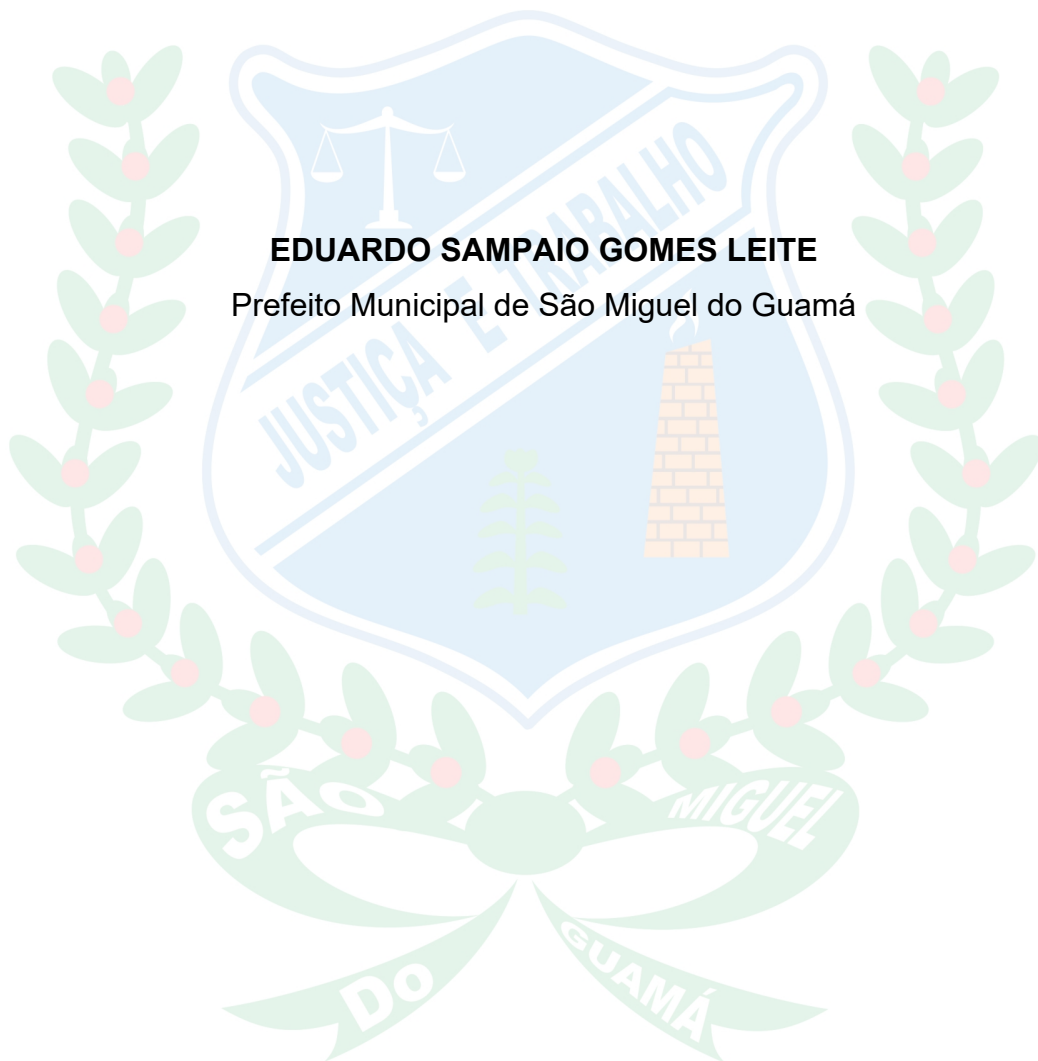 EDUARDO SAMPAIO GOMES LEITE
Prefeito Municipal de São Miguel do Guamá
JUSTIÇA E TRABALHO
SÃO
MIGUEL
DO
GUAMÁ